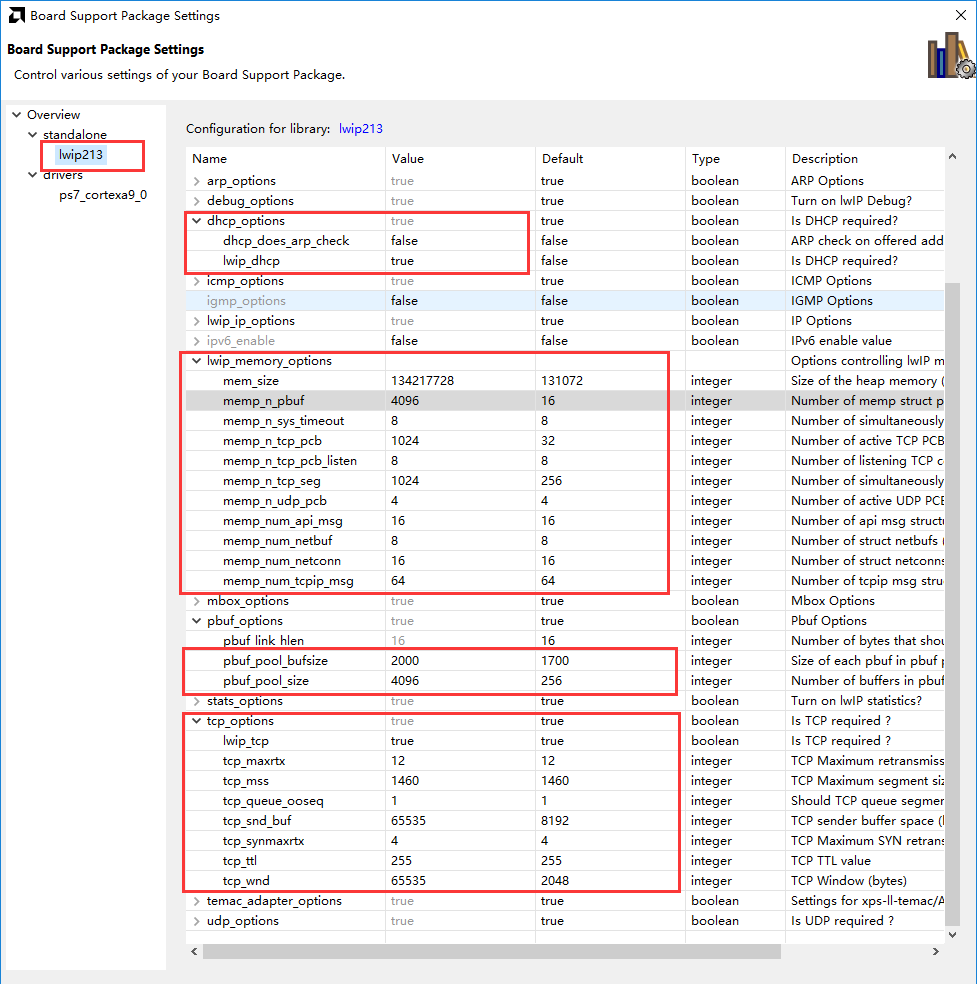 Board Support Package Settings
Board Support Package Settings
Control various settings of your Board Support Package.
Overview
standalone
lwip213
drivers
ps7_cortexa9_0
Configuration for library: lwip213
Name Value Default Type Description
arp_options true true boolean ARP Options
debug_options true true boolean Turn on lwIP Debug?
dhcp_options true true boolean Is DHCP required?
dhcp_does_arp_check false false boolean ARP check on offered add
lwip_dhcp true false boolean Is DHCP required?
icmp_options true true boolean ICMP Options
igmp_options false false boolean IGMP Options
lwip_ip_options true true boolean IP Options
ipv6_enable false false boolean IPv6 enable value
lwip_memory_options Options controlling lwIP m
mem_size 134217728 131072 integer Size of the heap memory (
memp_n_pbuf 4096 16 integer Number of memp struct p
memp_n_sys_timeout 8 8 integer Number of simultaneously
memp_n_tcp_pcb 1024 32 integer Number of active TCP PCB
memp_n_tcp_pcb_listen 8 8 integer Number of listening TCP c
memp_n_tcp_seg 1024 256 integer Number of simultaneously
memp_n_udp_pcb 4 4 integer Number of active UDP PCE
memp_num_api_msg 16 16 integer Number of api msg structu
memp_num_netbuf 8 8 integer Number of struct netbufs (
memp_num_netconn 16 16 integer Number of struct netconns
memp_num_tcpip_msg 64 64 integer Number of tcpip msg stru
mbox_options true true boolean Mbox Options
pbuf_options true true boolean Pbuf Options
pbuf_link_hlen 16 16 integer Number of bytes that shou
pbuf_pool_bufsize 2000 1700 integer Size of each pbuf in pbuf p
pbuf_pool_size 4096 256 integer Number of buffers in pbuf
stats_options true true boolean Turn on lwIP statistics?
tcp_options true true boolean Is TCP required ?
lwip_tcp true true boolean Is TCP required ?
tcp_maxrtx 12 12 integer TCP Maximum retransmiss
tcp_mss 1460 1460 integer TCP Maximum segment siz
tcp_queue_ooseq 1 1 integer Should TCP queue segmer
tcp_snd_buf 65535 8192 integer TCP sender buffer space (l
tcp_synmaxrtx 4 4 integer TCP Maximum SYN retrans
tcp_ttl 255 255 integer TCP TTL value
tcp_wnd 65535 2048 integer TCP Window (bytes)
temac_adapter_options true true boolean Settings for xps-ll-temac/A
udp_options true true boolean Is UDP required ?